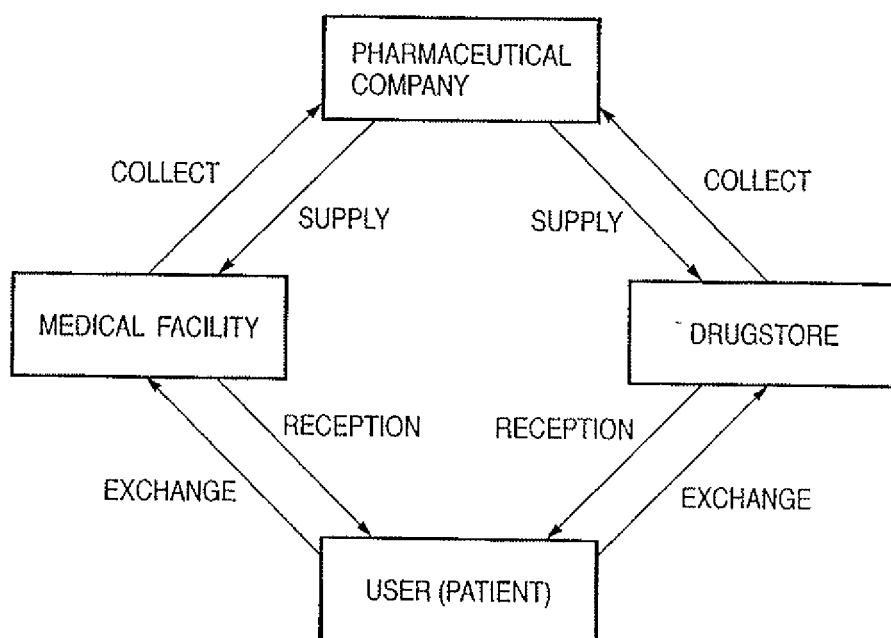 PHARMACEUTICAL
COMPANY
COLLECT
COLLECT
SUPPLY
SUPPLY
MEDICAL FACILITY
DRUGSTORE
RECEPTION
RECEPTION
EXCHANGE
EXCHANGE
USER (PATIENT)